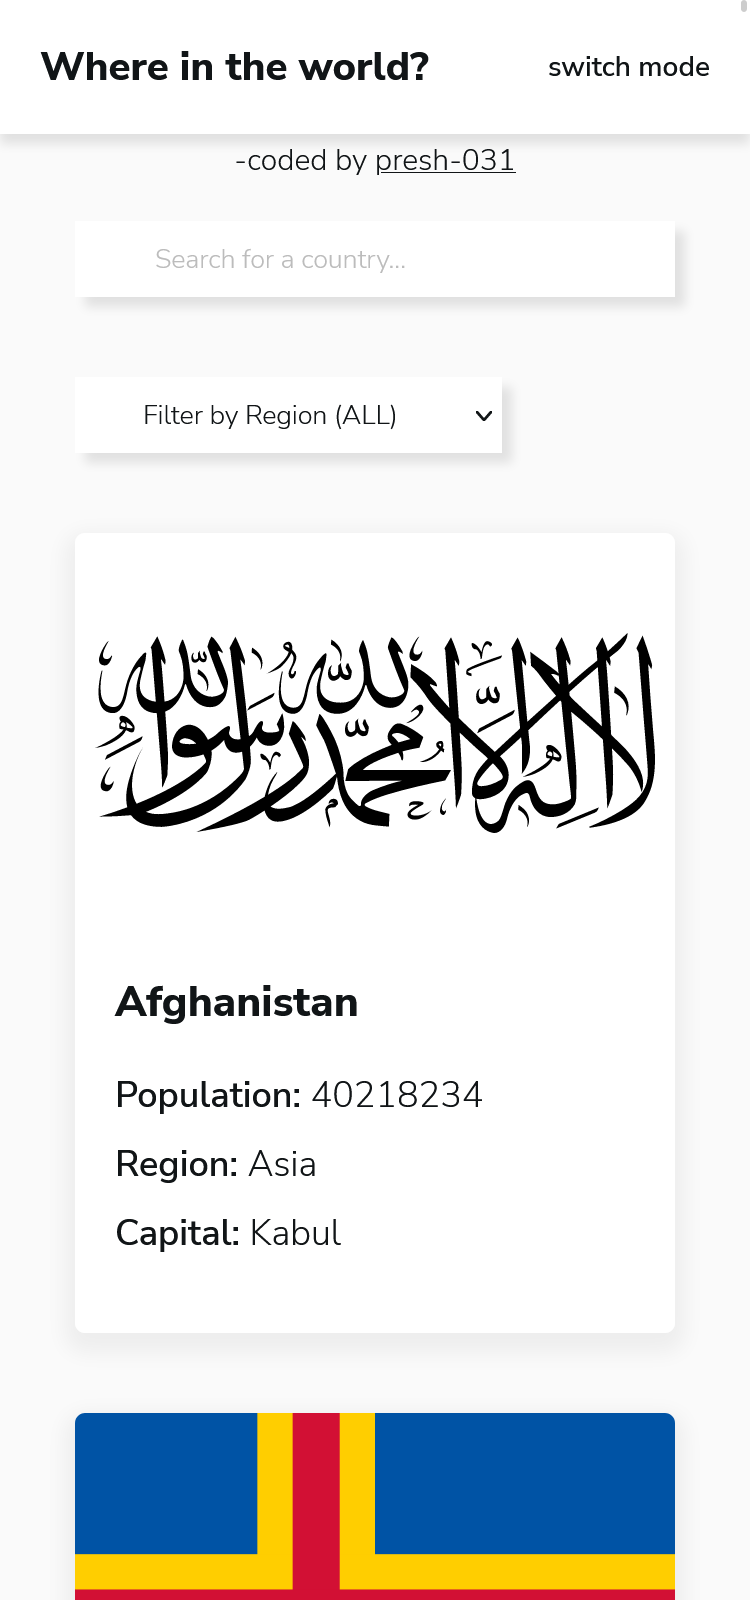 Where in the world?
switch mode
-coded by presh-031
Search for a country...
Filter by Region (ALL)
لا إله إلا الله محمد رسول الله
Afghanistan
Population: 40218234
Region: Asia
Capital: Kabul